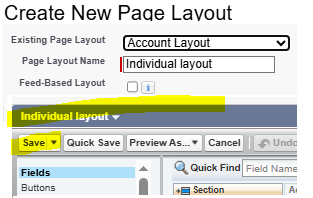 Create New Page Layout
Existing Page Layout Account Layout
Page Layout Name Individual layout
Feed-Based Layout i
Individual layout
Save Quick Save Preview As... Cancel Undo
Fields Quick Find Field Name
Buttons Section